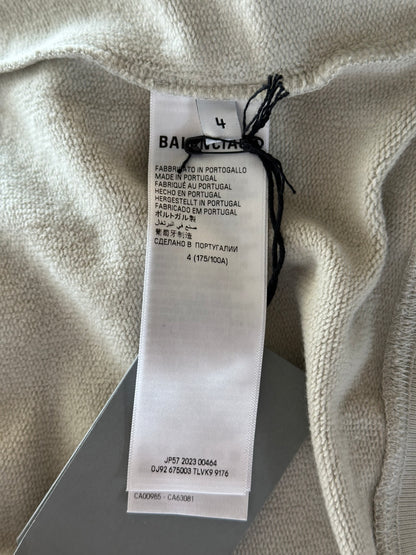 4
BALENCIAGA
FABBRICATO IN PORTOGALLO
MADE IN PORTUGAL
FABRIQUÉ AU PORTUGAL
HECHO EN PORTUGAL
HERGESTELLT IN PORTUGAL
FABRICADO EM PORTUGAL
ポルトガル製
صنع في البرتغال
葡萄牙制造
СДЕЛАНО В ПОРТУГАЛИИ
4 (175/100A)
JP57 2023 00464
DJ92 675003 TLVK9 9176
CA00985 - CA63081